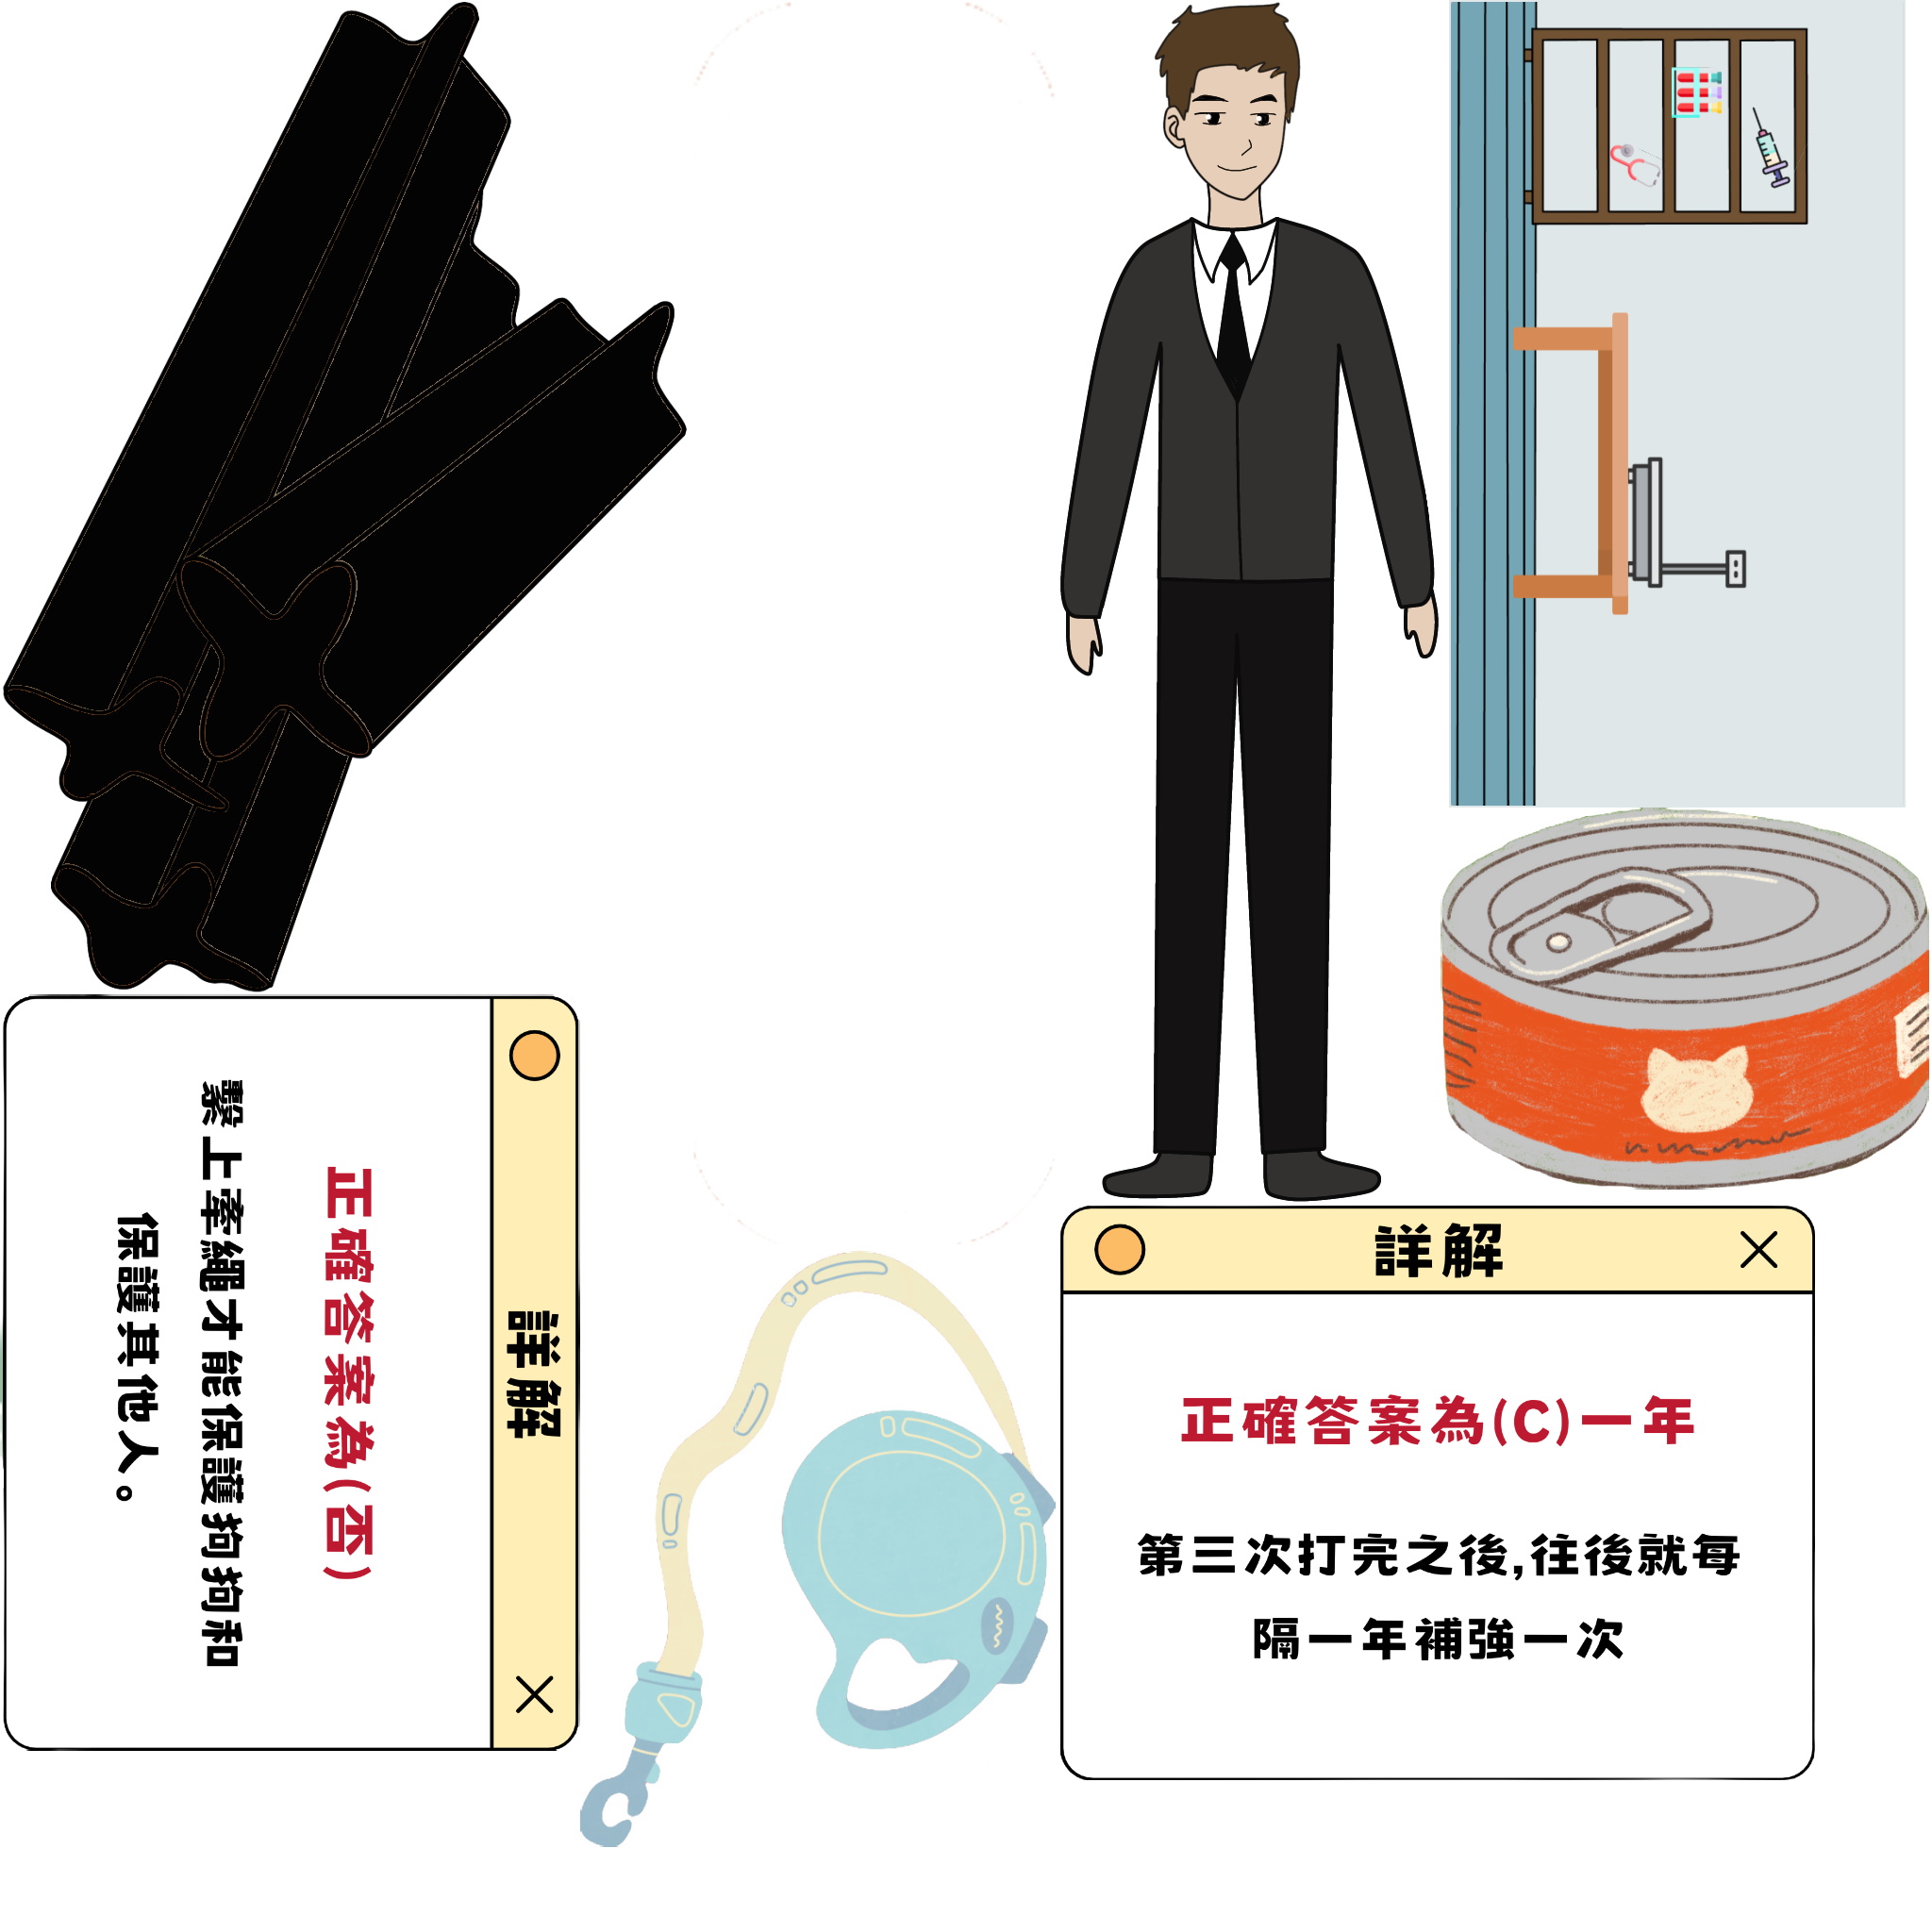 詳解
正確答案為(否)
繫上牽繩才能保護狗狗和
保護其他人。
詳解
正確答案為(C)一年
第三次打完之後,往後就每
隔一年補強一次